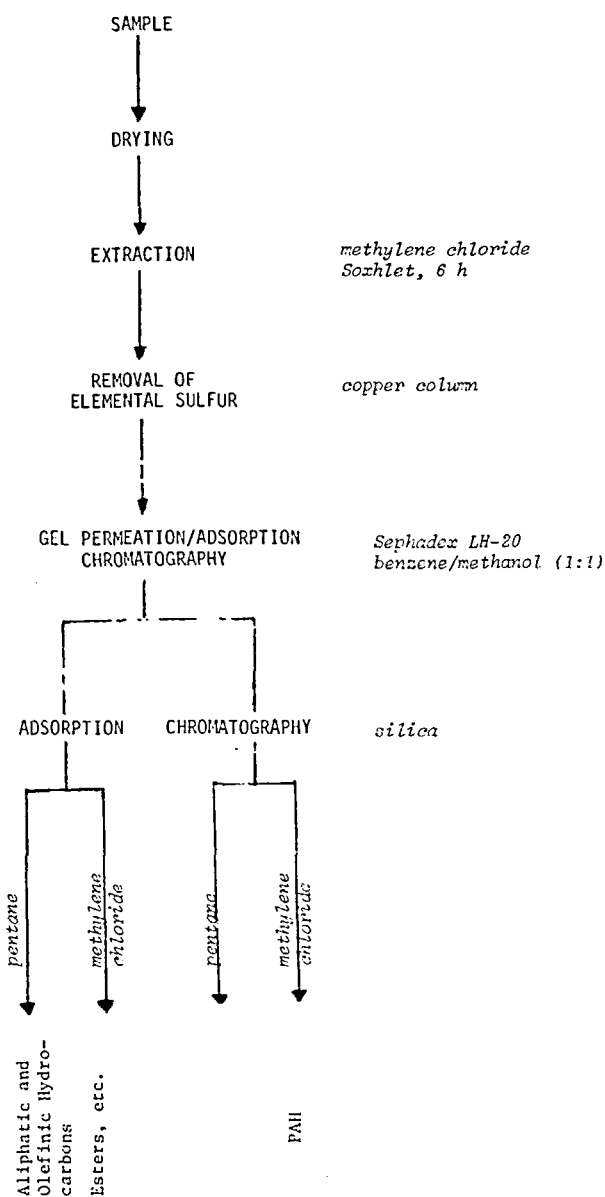 SAMPLE
DRYING
EXTRACTION
methylene chloride
Soxhlet, 6 h
REMOVAL OF
ELEMENTAL SULFUR
copper column
GEL PERMEATION/ADSORPTION
CHROMATOGRAPHY
Sephadex LH-20
benzene/methanol (1:1)
ADSORPTION
CHROMATOGRAPHY
silica
pentane
methylene
chloride
pentane
methylene
chloride
Aliphatic and
Olefinic Hydro-
carbons
Esters, etc.
PAH